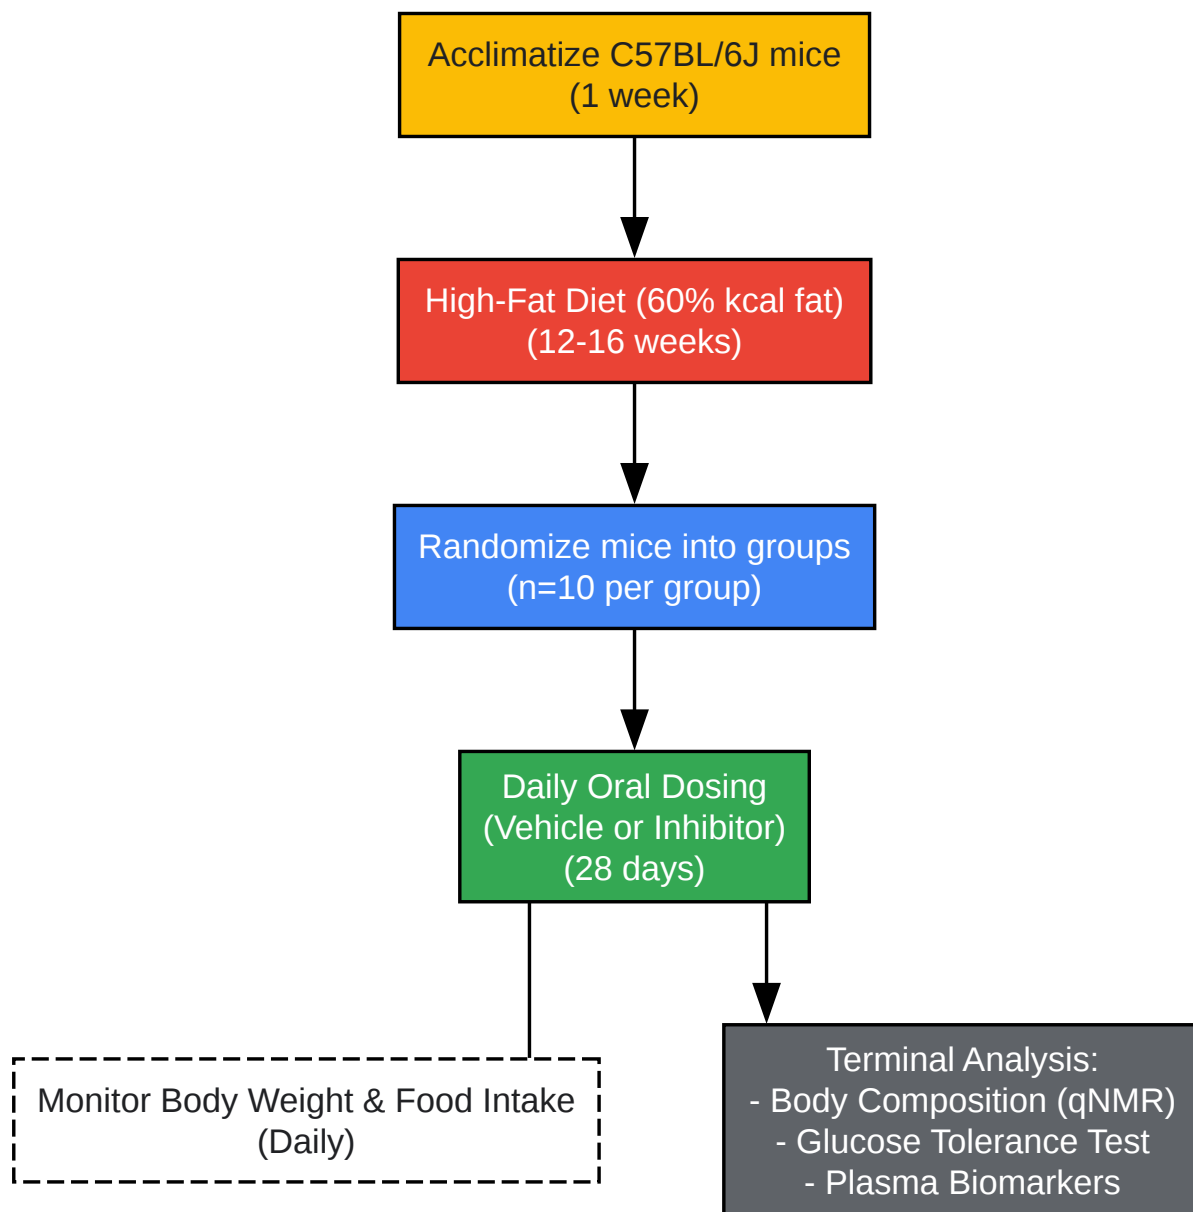 Acclimatize C57BL/6J mice
(1 week)
High-Fat Diet (60% kcal fat)
(12-16 weeks)
Randomize mice into groups
(n=10 per group)
Daily Oral Dosing
(Vehicle or Inhibitor)
(28 days)
Monitor Body Weight & Food Intake
(Daily)
Terminal Analysis:
- Body Composition (qNMR)
- Glucose Tolerance Test
- Plasma Biomarkers